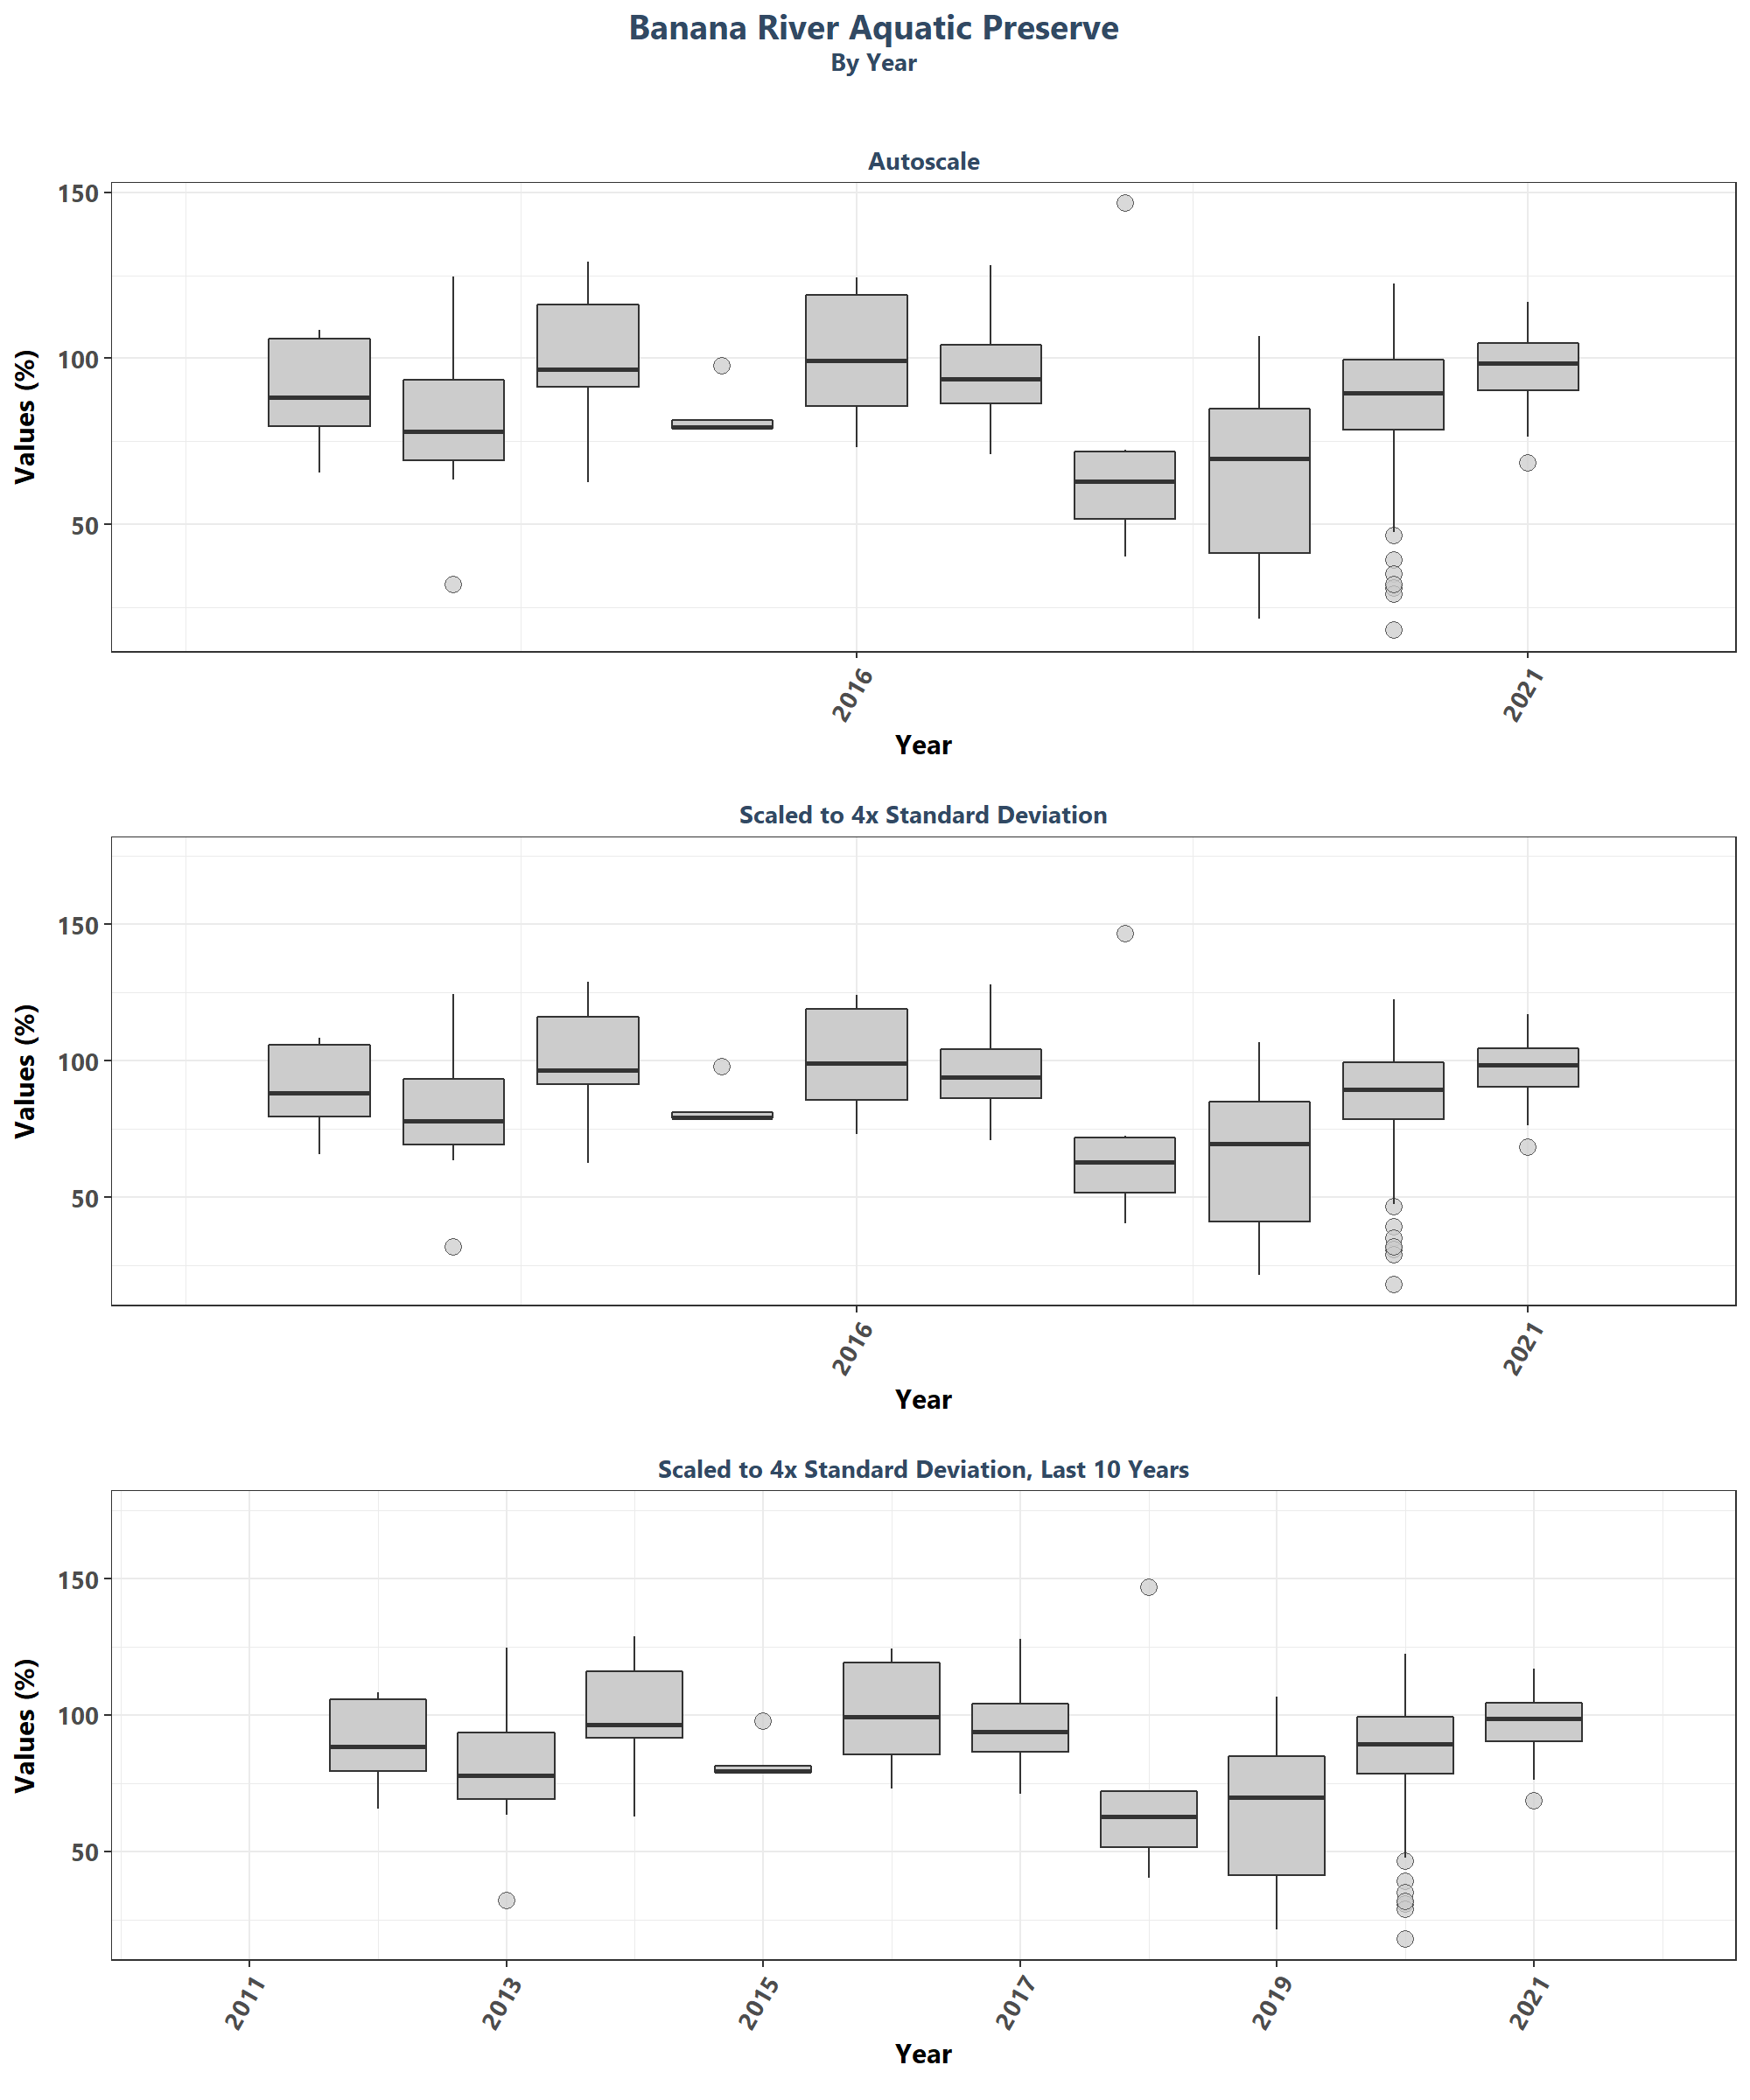 Banana River Aquatic Preserve
By Year
Autoscale
Values (%)
150
100
50
2016
2021
Year
Scaled to 4x Standard Deviation
Values (%)
150
100
50
2016
2021
Year
Scaled to 4x Standard Deviation, Last 10 Years
Values (%)
150
100
50
2011
2013
2015
2017
2019
2021
Year